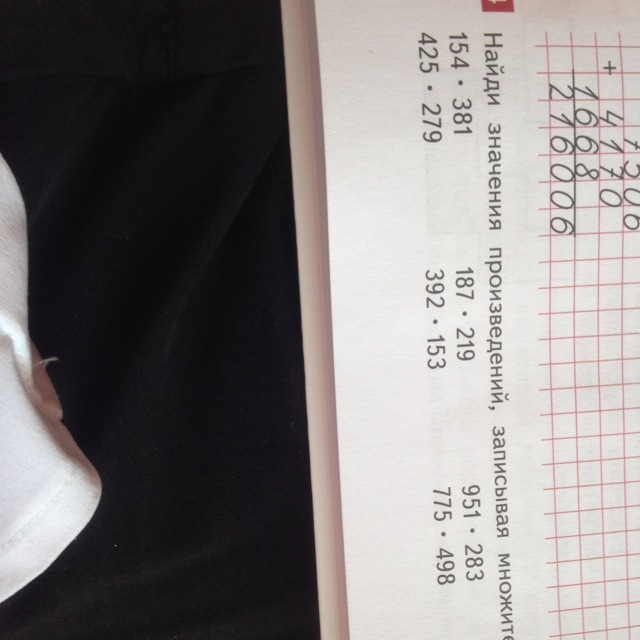 7506
+ 4170
1668
216006
Найди значения произведений, записывая множите
154 · 381 187 · 219 951 · 283
425 · 279 392 · 153 775 · 498